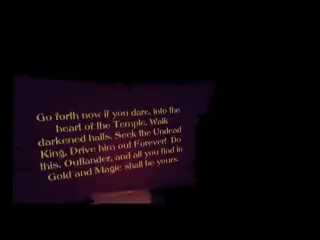 Go forth now if you dare, into the
heart of the Temple. Walk
darkened halls. Seek the Undead
King, Drive him out Forever! Do
this, Outlander, and all you find in
Gold and Magic shall be yours.